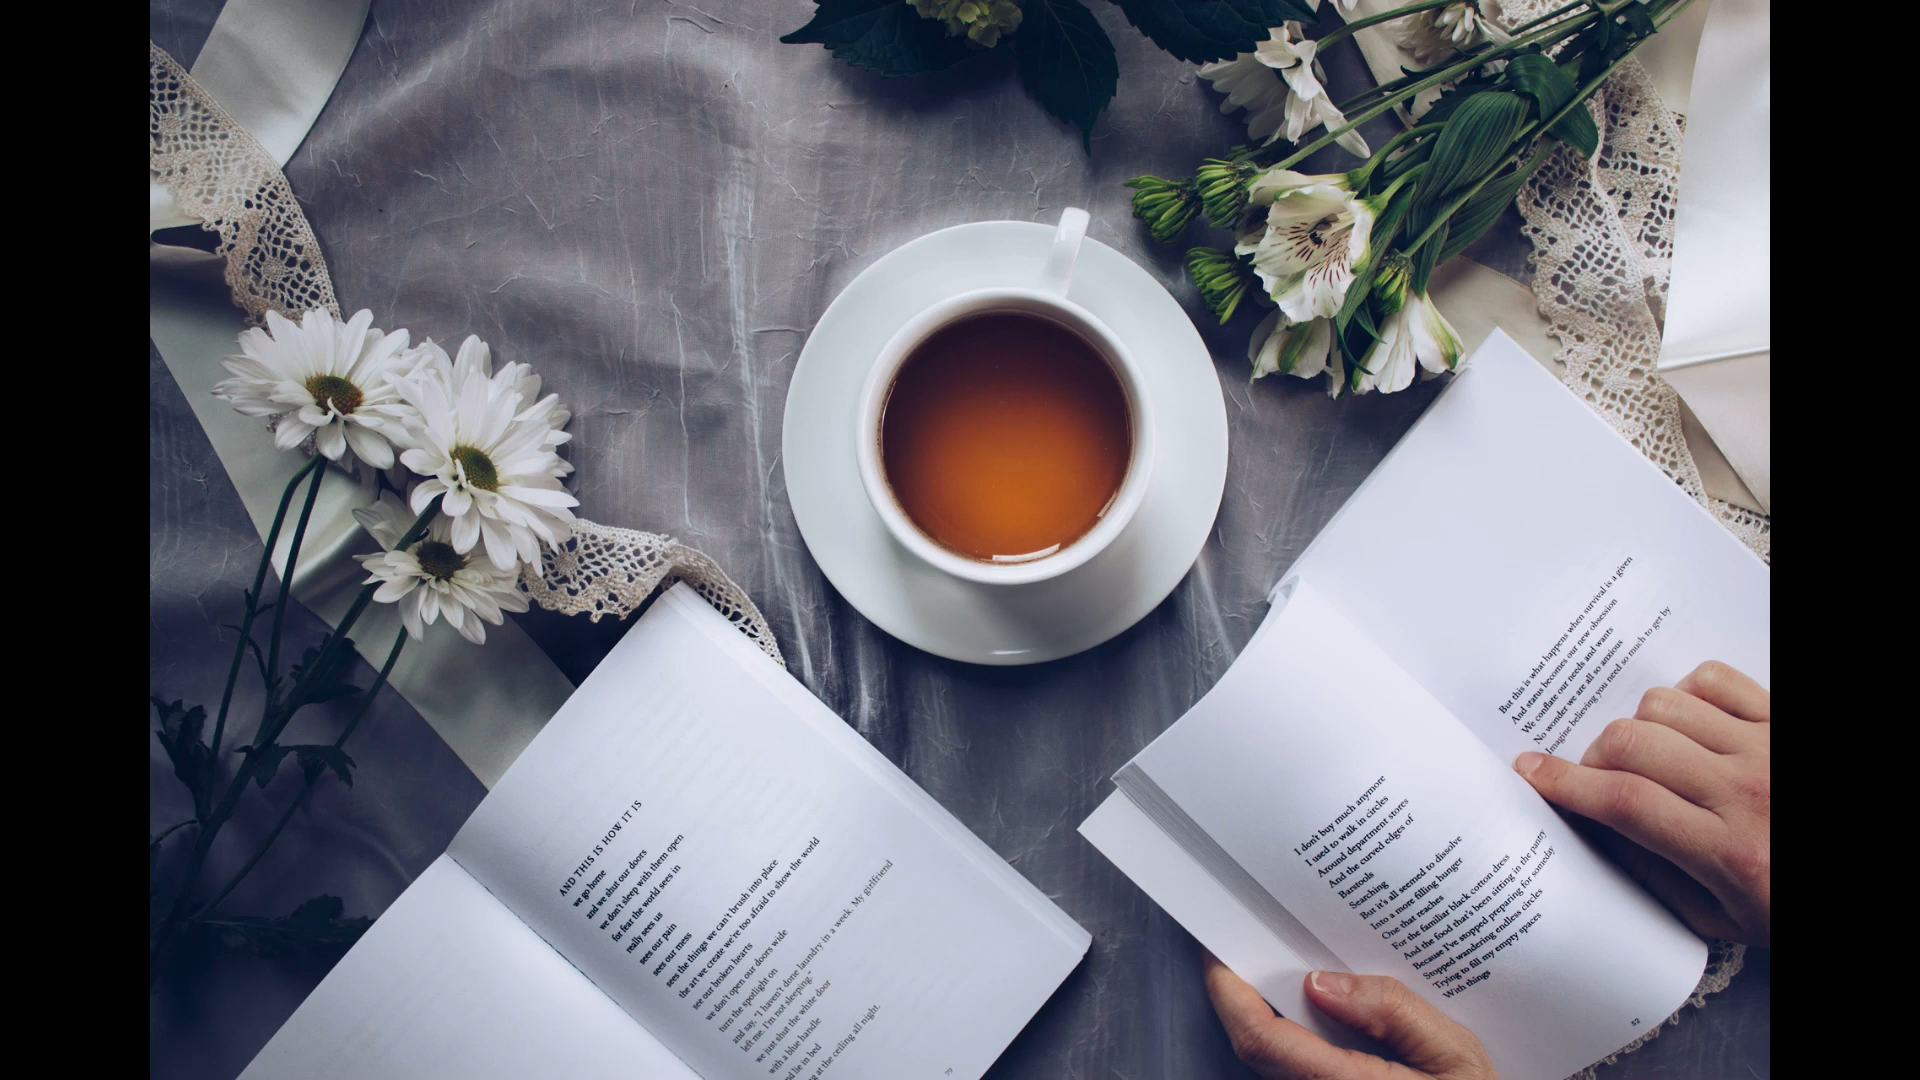 AND THIS IS HOW IT IS
we go home
and we shut our doors
we don't sleep with them open
for fear the world sees in
really sees us
sees our pain
sees our mess
sees the things we can't brush into place
the art we create we're too afraid to show the world
see our broken hearts
we don't open our doors wide
turn the spotlight on
and say, "I haven't done laundry in a week. My girlfriend
left me. I'm not sleeping."
we just shut the white door
with a blue handle
and lie in bed
at the ceiling all night.
79
I don't buy much anymore
I used to walk in circles
Around department stores
And the curved edges of
Barstools
Searching
But it's all seemed to dissolve
Into a more filling hunger
One that reaches
For the familiar black cotton dress
And the food that's been sitting in the pantry
Because I've stopped preparing for someday
Stopped wandering endless circles
Trying to fill my empty spaces
With things
52
But this is what happens when survival is a given
And status becomes our new obsession
We conflate our needs and wants
No wonder we are all so anxious
Imagine believing you need so much to get by